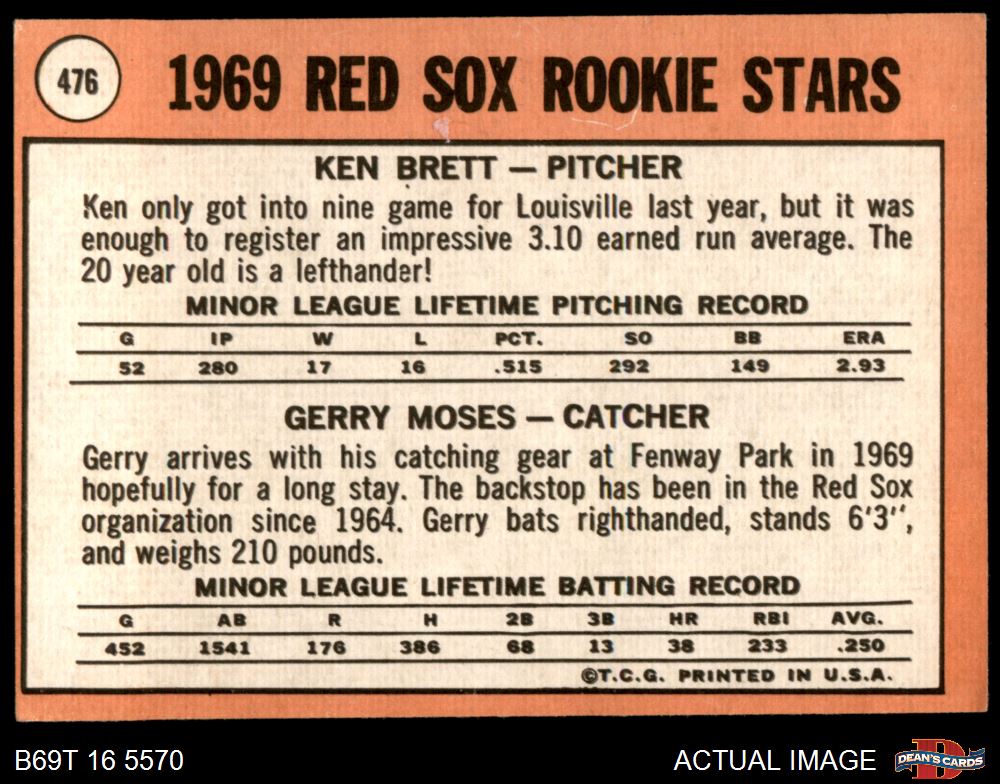 476
1969 RED SOX ROOKIE STARS
KEN BRETT — PITCHER
Ken only got into nine game for Louisville last year, but it was
enough to register an impressive 3.10 earned run average. The
20 year old is a lefthander!
MINOR LEAGUE LIFETIME PITCHING RECORD
G IP W L PCT. SO BB ERA
52 280 17 16 .515 292 149 2.93
GERRY MOSES — CATCHER
Gerry arrives with his catching gear at Fenway Park in 1969
hopefully for a long stay. The backstop has been in the Red Sox
organization since 1964. Gerry bats righthanded, stands 6'3",
and weighs 210 pounds.
MINOR LEAGUE LIFETIME BATTING RECORD
G AB R H 2B 3B HR RBI AVG.
452 1541 176 386 68 13 38 233 .250
©T.C.G. PRINTED IN U.S.A.
B69T 16 5570
ACTUAL IMAGE
D
DEAN'S CARDS